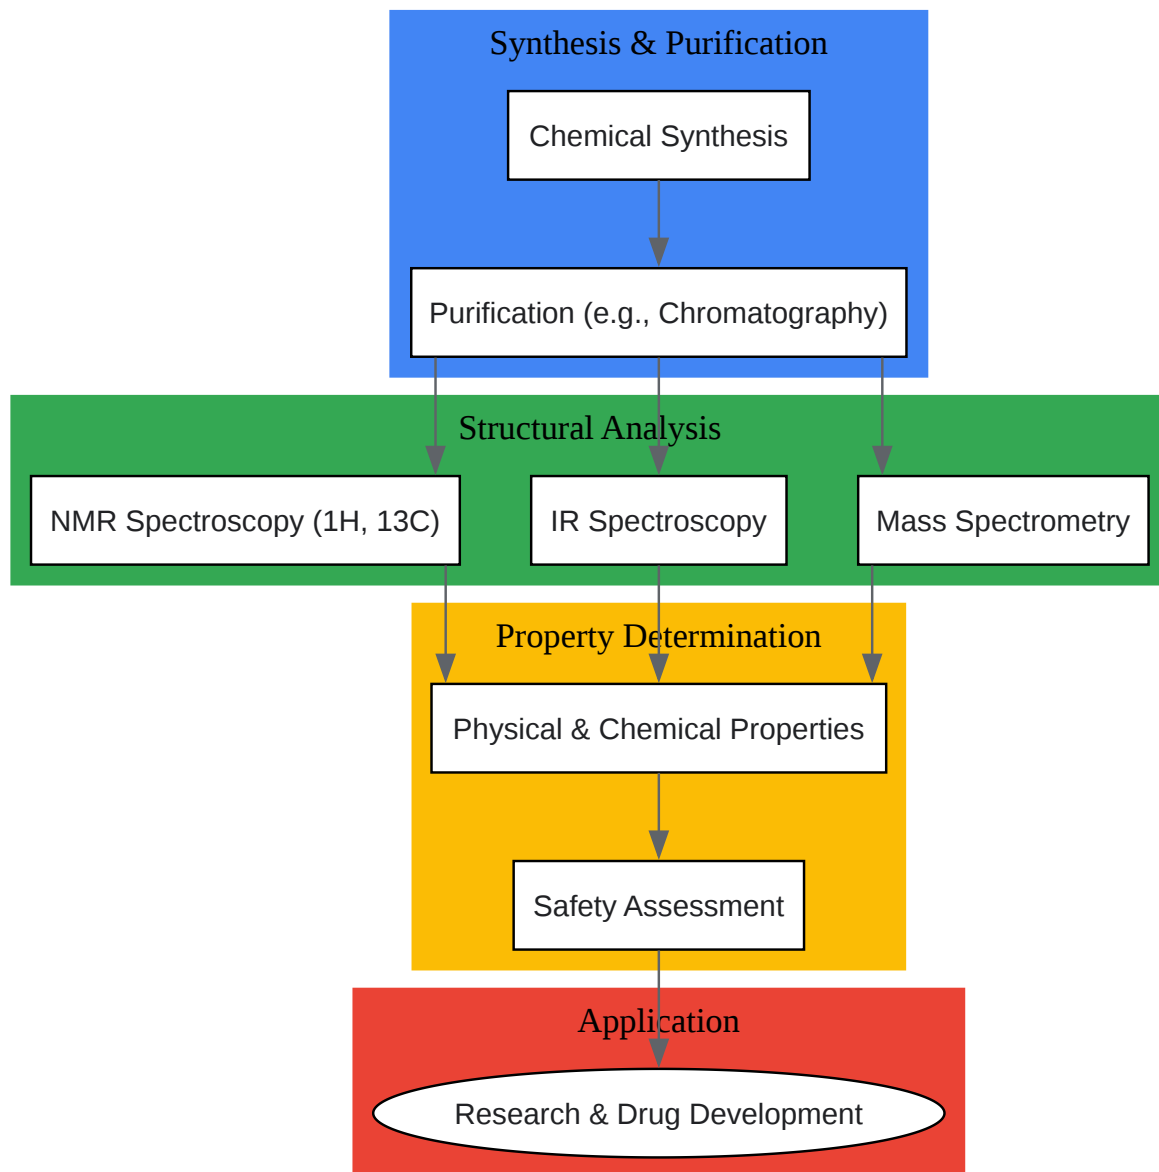 Synthesis & Purification
Chemical Synthesis
Purification (e.g., Chromatography)
Structural Analysis
NMR Spectroscopy (1H, 13C)
IR Spectroscopy
Mass Spectrometry
Property Determination
Physical & Chemical Properties
Safety Assessment
Application
Research & Drug Development